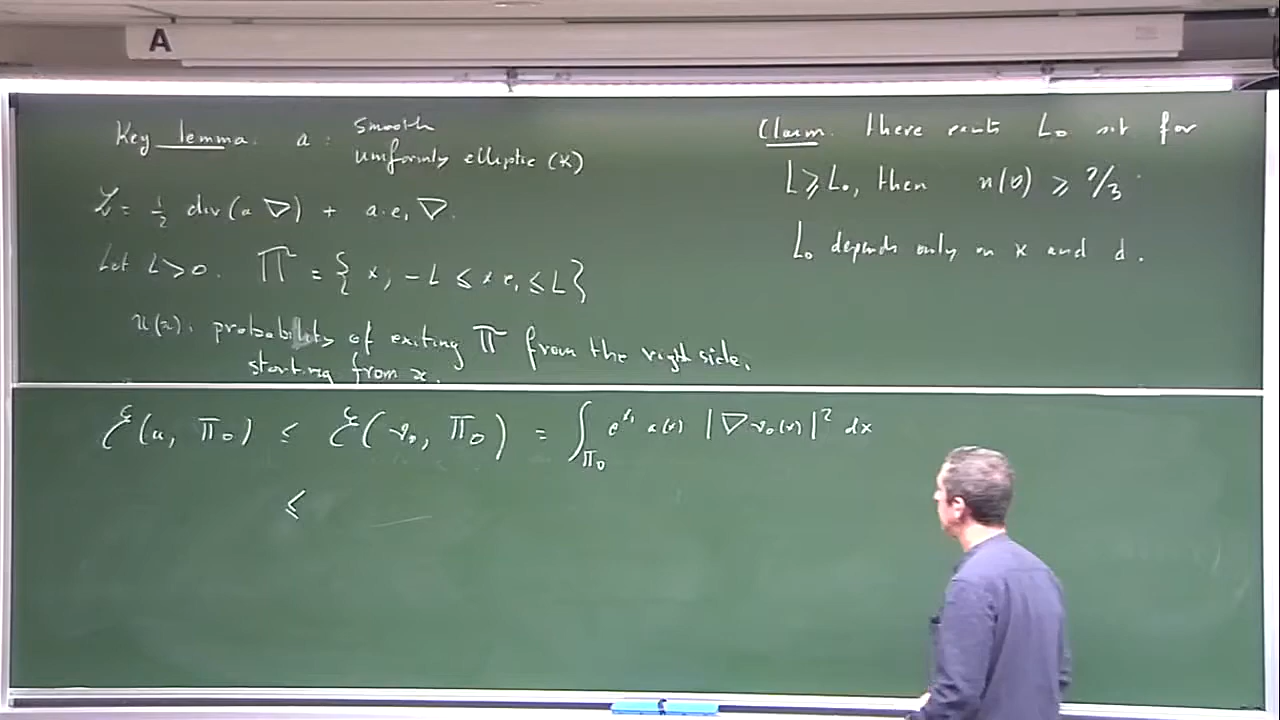 A
Key lemma. a : smooth
uniformly elliptic (κ)
ℒ = 1/2 div(a ∇) + a·e₁ ∇.
Let L > 0. Π = { x, -L ≤ x·e₁ ≤ L }
u(x). probability of exiting Π from the right side,
starting from x.
Claim. there exists L₀ s.t. for
L ≥ L₀, then u(0) ≥ 2/3.
L₀ depends only on κ and d.
ℰ(u, Π₀) ≤ ℰ(v₀, Π₀) = ∫_{Π₀} e^{x₁} a(x) |∇v₀(x)|² dx
≤